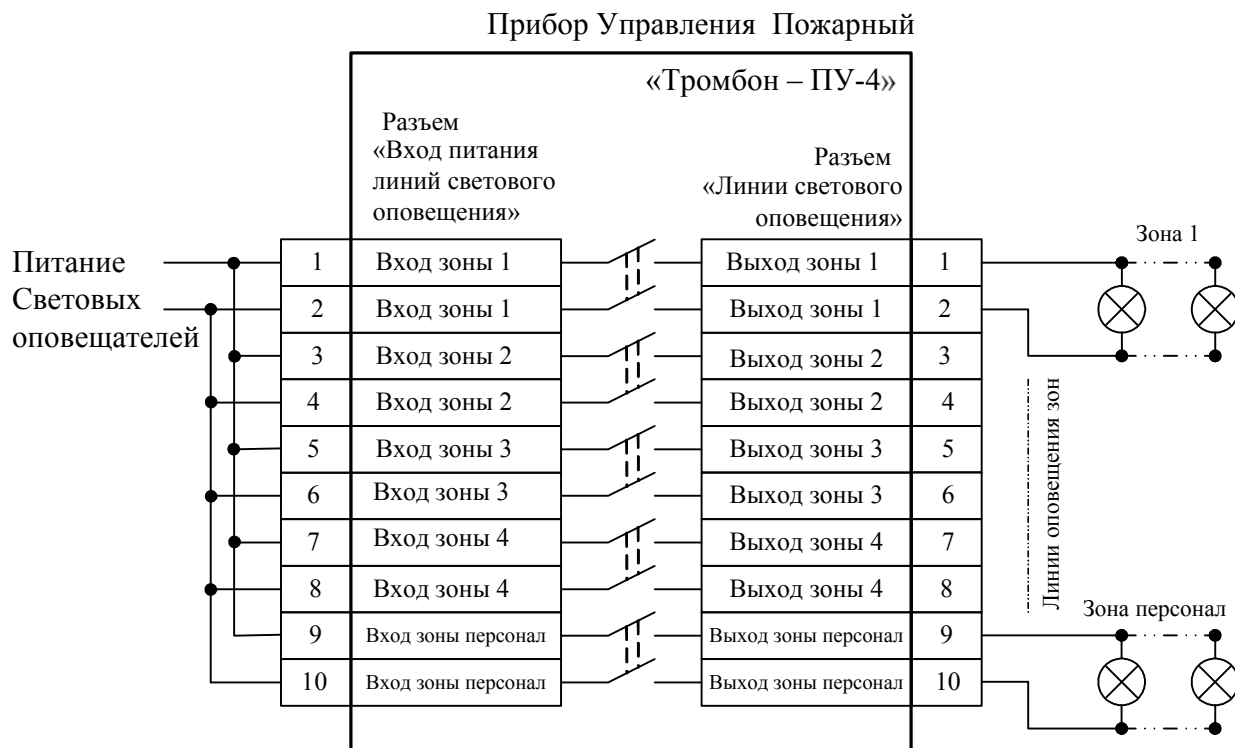 Прибор Управления Пожарный
«Тромбон – ПУ-4»
Разъем
«Вход питания
линий светового
оповещения»
Разъем
«Линии светового
оповещения»
Питание
Световых
оповещателей
1 Вход зоны 1 Выход зоны 1 1
2 Вход зоны 1 Выход зоны 1 2
3 Вход зоны 2 Выход зоны 2 3
4 Вход зоны 2 Выход зоны 2 4
5 Вход зоны 3 Выход зоны 3 5
6 Вход зоны 3 Выход зоны 3 6
7 Вход зоны 4 Выход зоны 4 7
8 Вход зоны 4 Выход зоны 4 8
9 Вход зоны персонал Выход зоны персонал 9
10 Вход зоны персонал Выход зоны персонал 10
Зона 1
Линии оповещения зон
Зона персонал